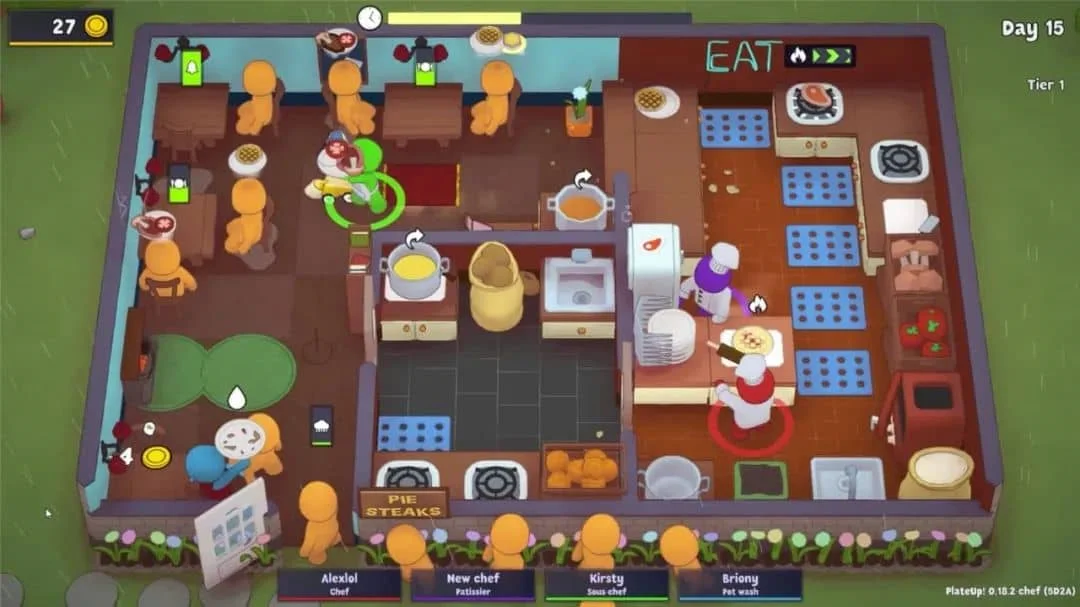 27
Day 15
EAT
Tier 1
4
PIE
STEAKS
Alexlol
Chef
New chef
Patissier
Kirsty
Sous chef
Briony
Pot wash
PlateUp! 0.18.2 chef (5D2A)